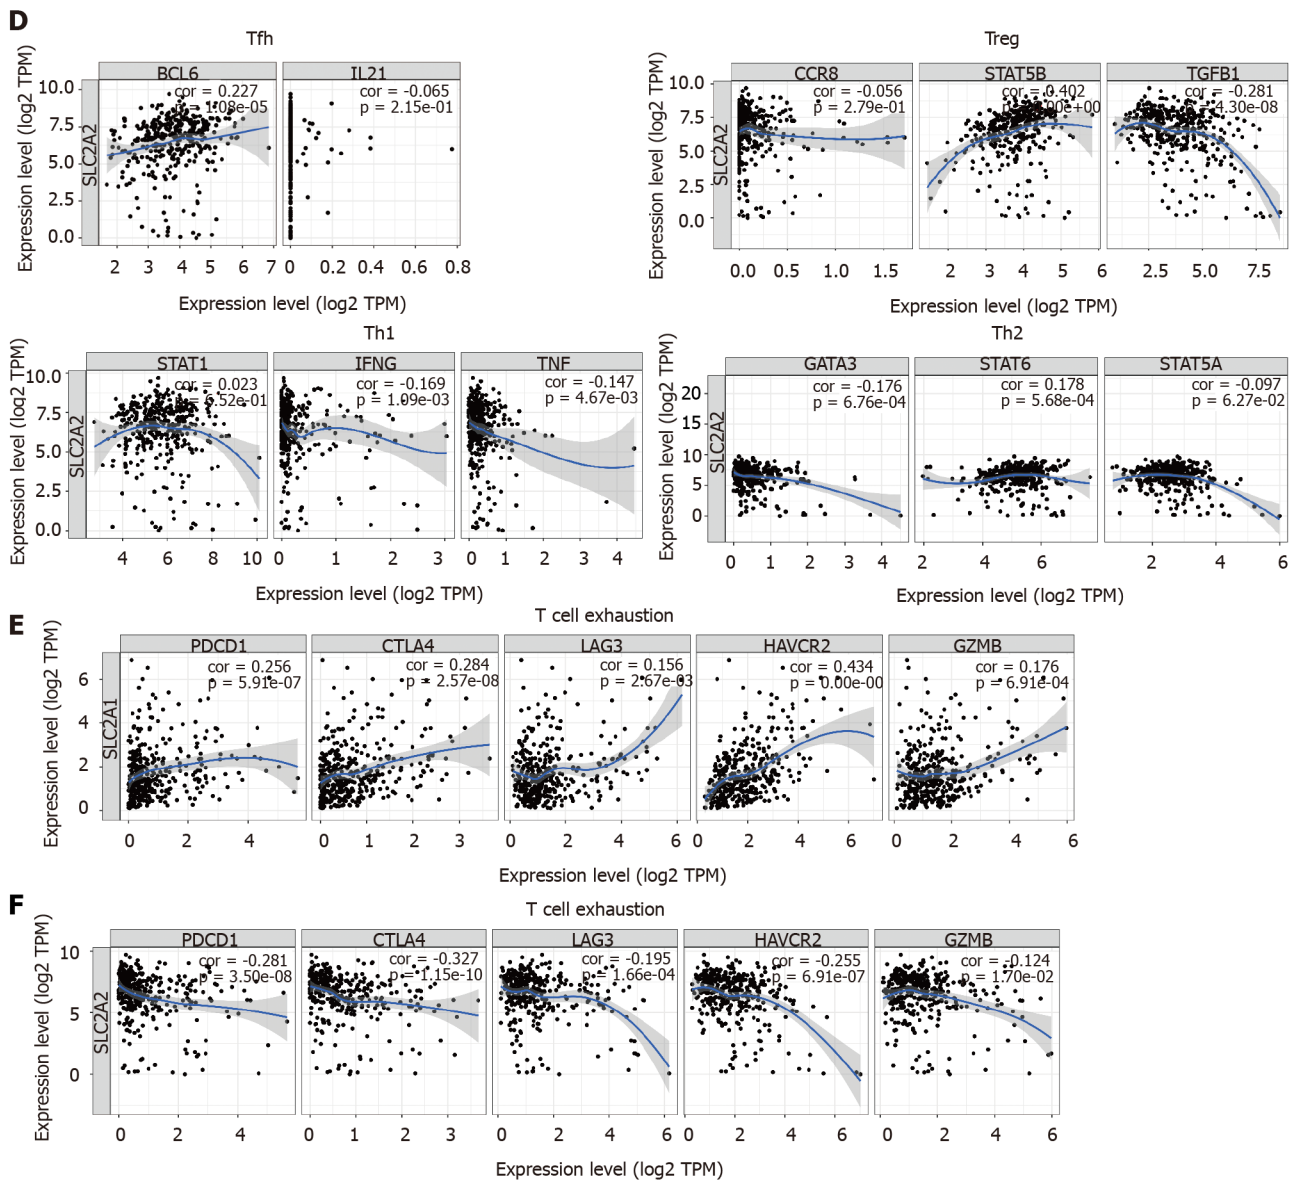 D
Tfh
Expression level (log2 TPM)
SLC2A2
BCL6
cor = 0.227
p = 1.08e-05
IL21
cor = -0.065
p = 2.15e-01
10.0
7.5
5.0
2.5
0.0
2 3 4 5 6 7
0 0.2 0.4 0.6 0.8
Expression level (log2 TPM)
Treg
Expression level (log2 TPM)
SLC2A2
CCR8
cor = -0.056
p = 2.79e-01
STAT5B
cor = 0.402
p = 0.00e+00
TGFB1
cor = -0.281
p = 4.30e-08
10.0
7.5
5.0
2.5
0.0
0.0 0.5 1.0 1.5
2 3 4 5 6
2.5 5.0 7.5
Expression level (log2 TPM)
Th1
Expression level (log2 TPM)
SLC2A2
STAT1
cor = 0.023
p = 6.52e-01
IFNG
cor = -0.169
p = 1.09e-03
TNF
cor = -0.147
p = 4.67e-03
10.0
7.5
5.0
2.5
0.0
4 6 8 10
0 1 2 3
0 1 2 3 4
Expression level (log2 TPM)
Th2
Expression level (log2 TPM)
SLC2A2
GATA3
cor = -0.176
p = 6.76e-04
STAT6
cor = 0.178
p = 5.68e-04
STAT5A
cor = -0.097
p = 6.27e-02
20
15
10
5
0
0 1 2 3 4
2 4 6
2 4 6
Expression level (log2 TPM)
E
T cell exhaustion
Expression level (log2 TPM)
SLC2A1
PDCD1
cor = 0.256
p = 5.91e-07
CTLA4
cor = 0.284
p = 2.57e-08
LAG3
cor = 0.156
p = 2.67e-03
HAVCR2
cor = 0.434
p = 0.00e-00
GZMB
cor = 0.176
p = 6.91e-04
6
4
2
0
0 2 4
0 1 2 3
0 2 4 6
0 2 4 6
0 2 4 6
Expression level (log2 TPM)
F
T cell exhaustion
Expression level (log2 TPM)
SLC2A2
PDCD1
cor = -0.281
p = 3.50e-08
CTLA4
cor = -0.327
p = 1.15e-10
LAG3
cor = -0.195
p = 1.66e-04
HAVCR2
cor = -0.255
p = 6.91e-07
GZMB
cor = -0.124
p = 1.70e-02
10
5
0
0 2 4
0 1 2 3
0 2 4 6
0 2 4 6
0 2 4 6
Expression level (log2 TPM)